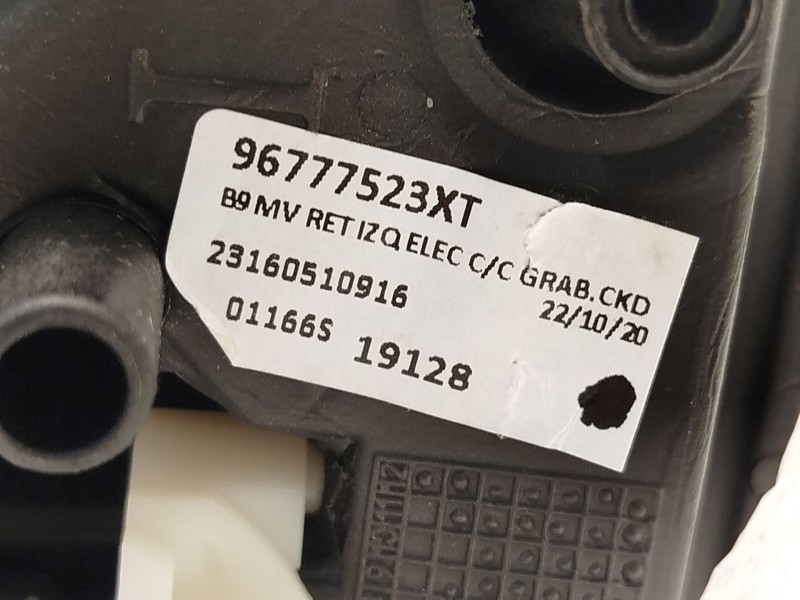 96777523XT
B9 MV RET IZQ ELEC C/C GRAB.CKD
23160510916
22/10/20
01166S
19128